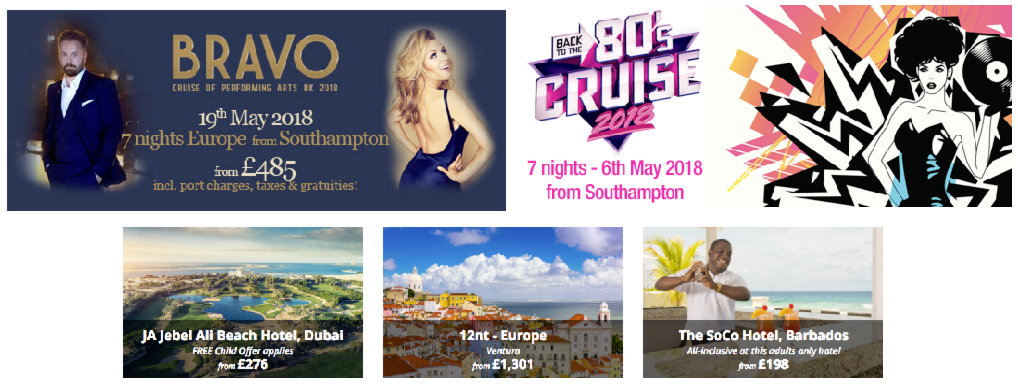 BRAVO
CRUISE OF PERFORMING ARTS UK 2018
19th May 2018
7 nights Europe from Southampton
from £485
incl. port charges, taxes & gratuities!
BACK
TO THE
80's
CRUISE
2018
7 nights - 6th May 2018
from Southampton
JA Jebel Ali Beach Hotel, Dubai
FREE Child Offer applies
from £276
12nt - Europe
Ventura
from £1,301
The SoCo Hotel, Barbados
All-inclusive at this adults only hotel
from £198